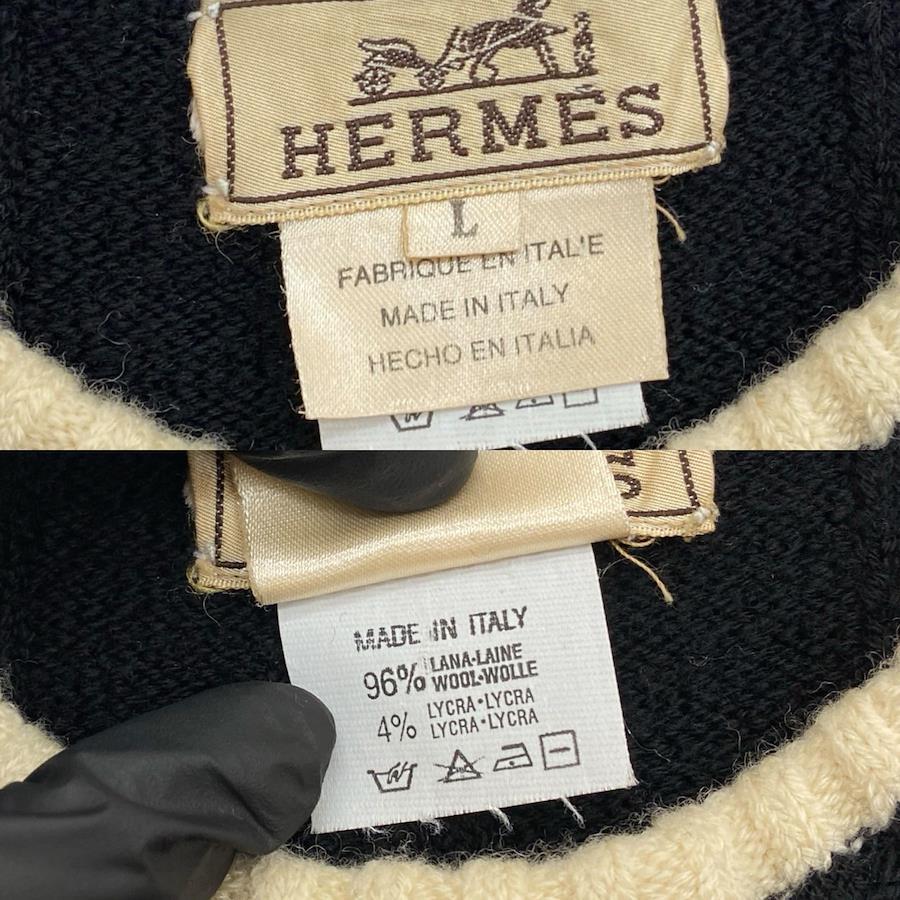 HERMÈS
L
FABRIQUE EN ITAL'E
MADE IN ITALY
HECHO EN ITALIA
MADE IN ITALY
96% LANA·LAINE
WOOL·WOLLE
4% LYCRA·LYCRA
LYCRA·LYCRA